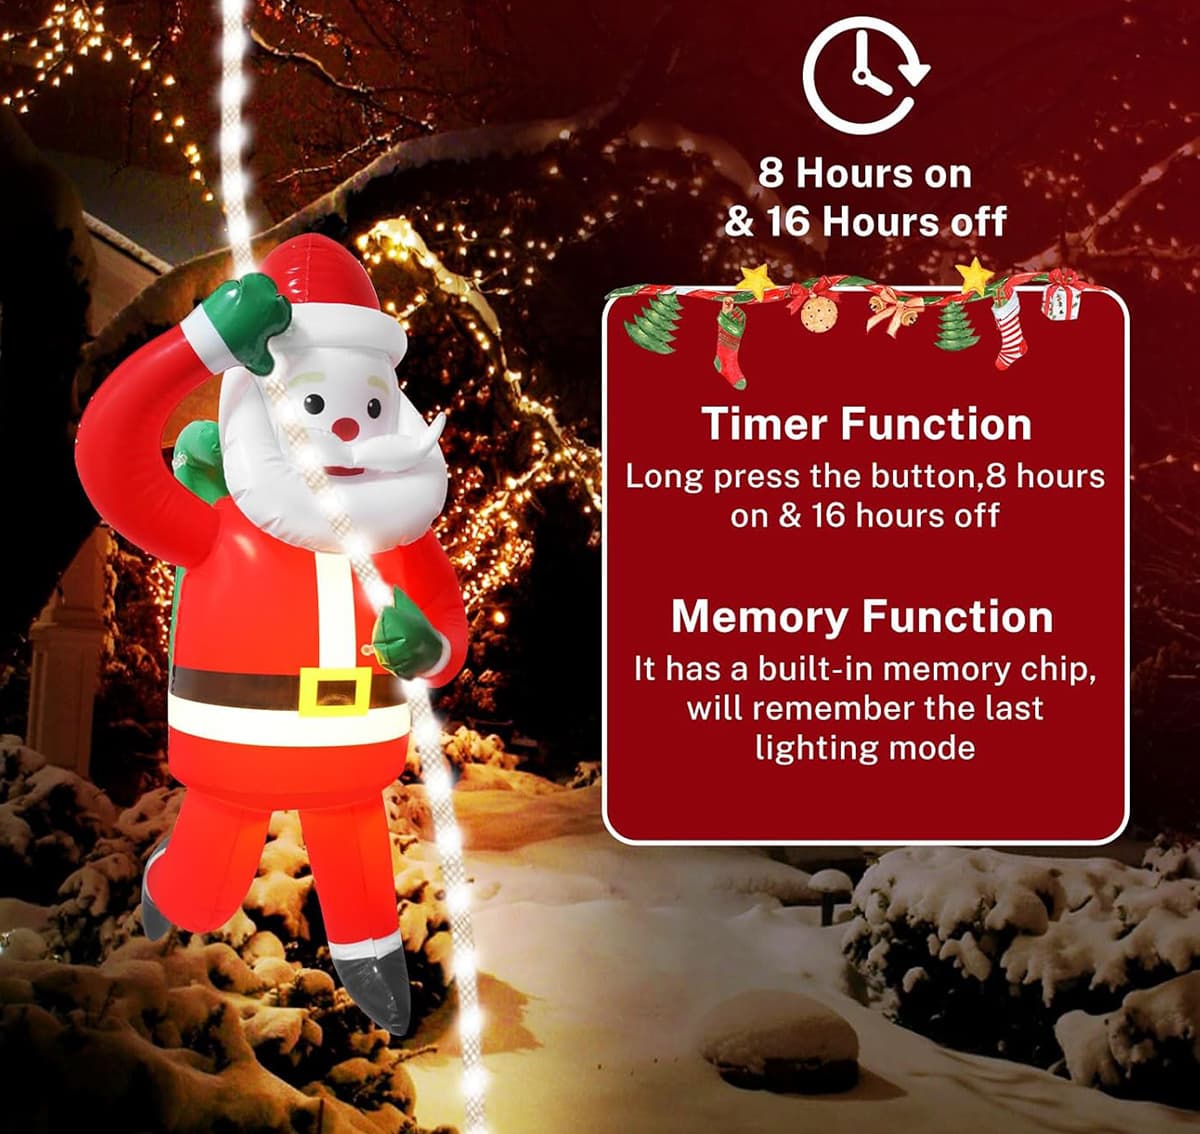 8 Hours on
& 16 Hours off
Timer Function
Long press the button,8 hours
on & 16 hours off
Memory Function
It has a built-in memory chip,
will remember the last
lighting mode